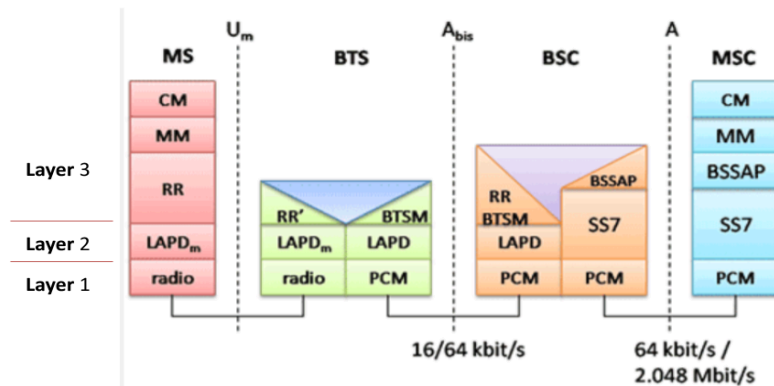 Uₘ
A_bis
A
MS
BTS
BSC
MSC
CM
CM
MM
MM
Layer 3
RR
BSSAP
BSSAP
RR
RR’
BTSM
BTSM
SS7
SS7
Layer 2
LAPDₘ
LAPDₘ
LAPD
LAPD
Layer 1
radio
radio
PCM
PCM
PCM
PCM
16/64 kbit/s
64 kbit/s /
2.048 Mbit/s